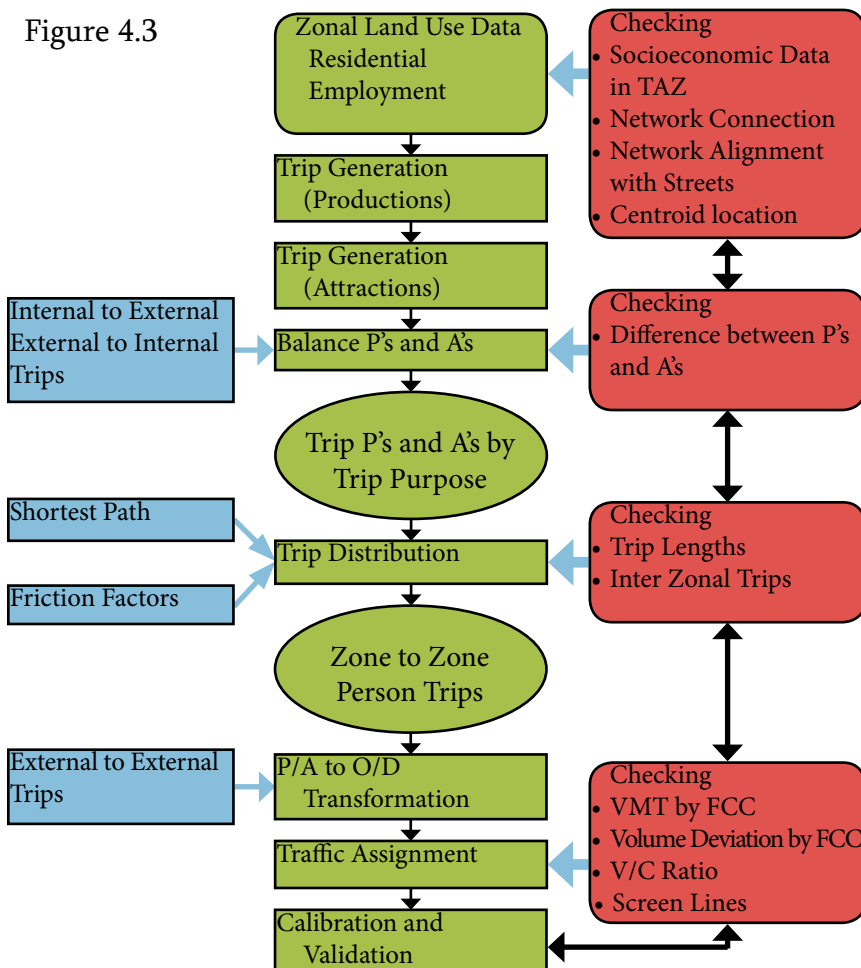 Figure 4.3
Zonal Land Use Data
Residential
Employment
Checking
• Socioeconomic Data
in TAZ
• Network Connection
• Network Alignment
with Streets
• Centroid location
Trip Generation
(Productions)
Trip Generation
(Attractions)
Internal to External
External to Internal
Trips
Balance P's and A's
Checking
• Difference between P's
and A's
Trip P's and A's by
Trip Purpose
Shortest Path
Friction Factors
Trip Distribution
Checking
• Trip Lengths
• Inter Zonal Trips
Zone to Zone
Person Trips
External to External
Trips
P/A to O/D
Transformation
Traffic Assignment
Checking
• VMT by FCC
• Volume Deviation by FCC
• V/C Ratio
• Screen Lines
Calibration and
Validation